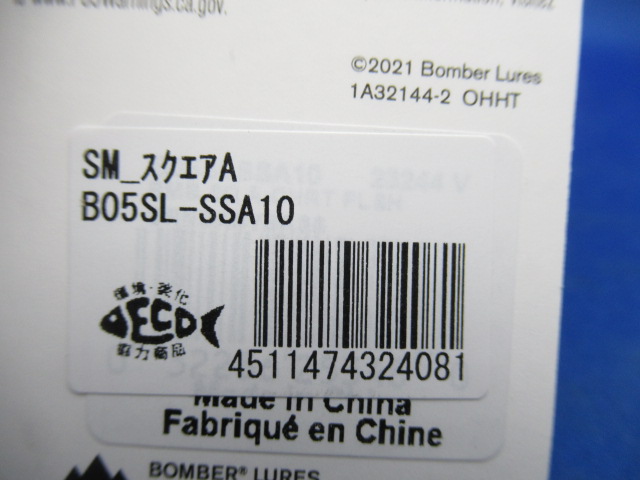 ©2021 Bomber Lures
1A32144-2 OHHT
SM_スクエアA
B05SL-SSA10
環境・美化
ECO
協力商品
4511474324081
Made in China
Fabriqué en Chine
BOMBER® LURES